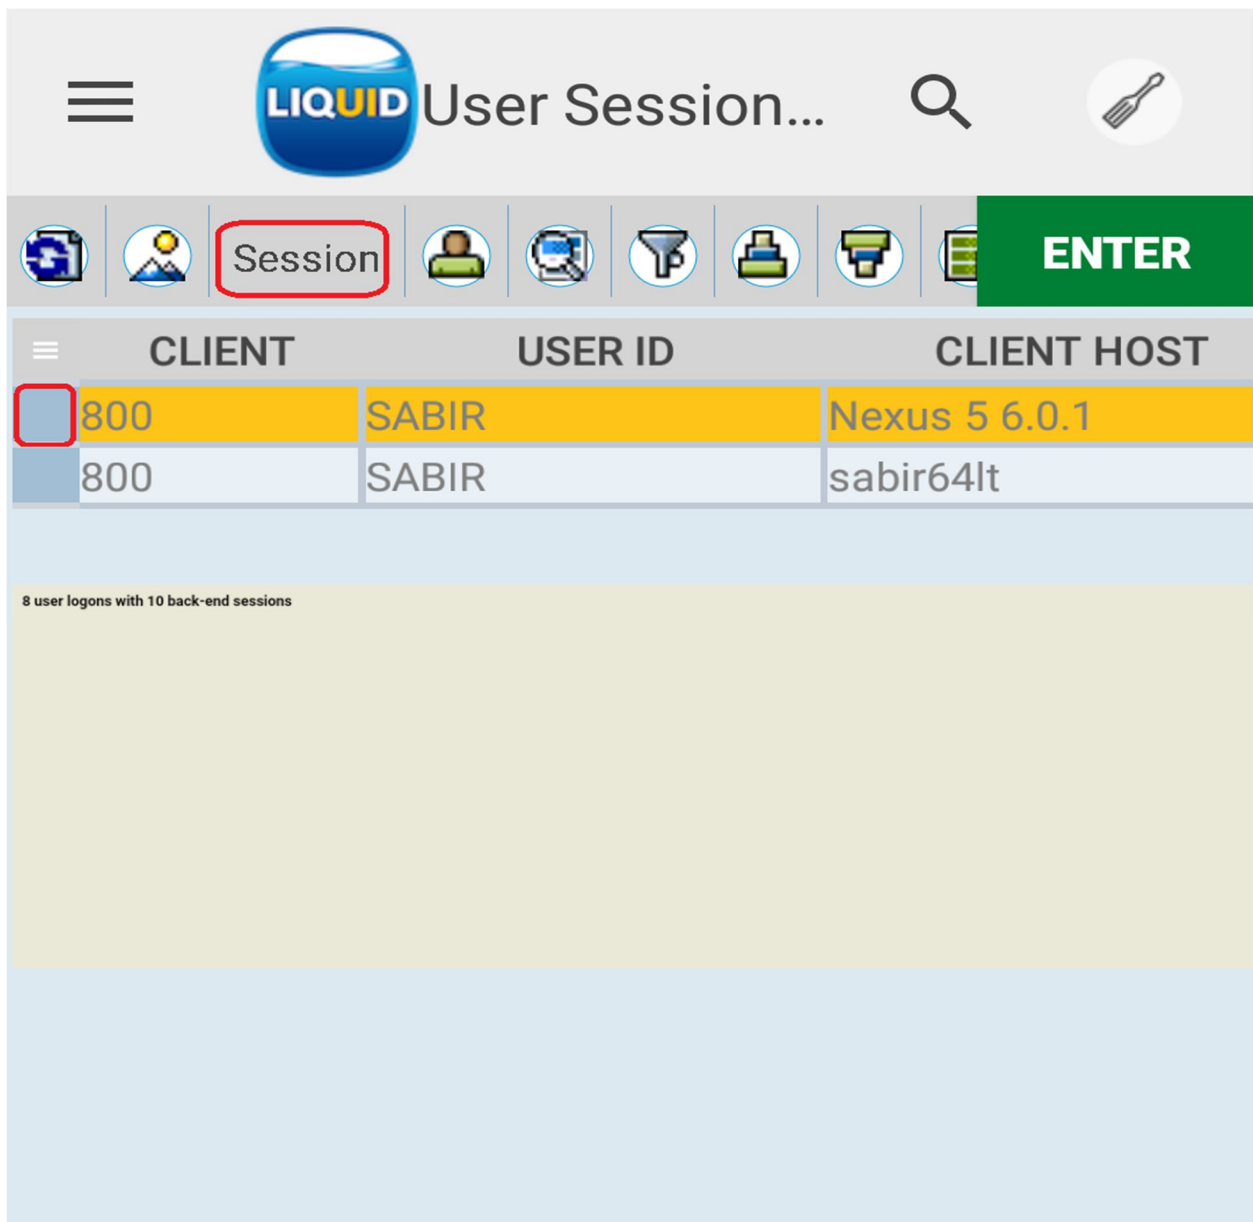 LIQUID User Session...
Session ENTER
CLIENT USER ID CLIENT HOST
800 SABIR Nexus 5 6.0.1
800 SABIR sabir64lt
8 user logons with 10 back-end sessions